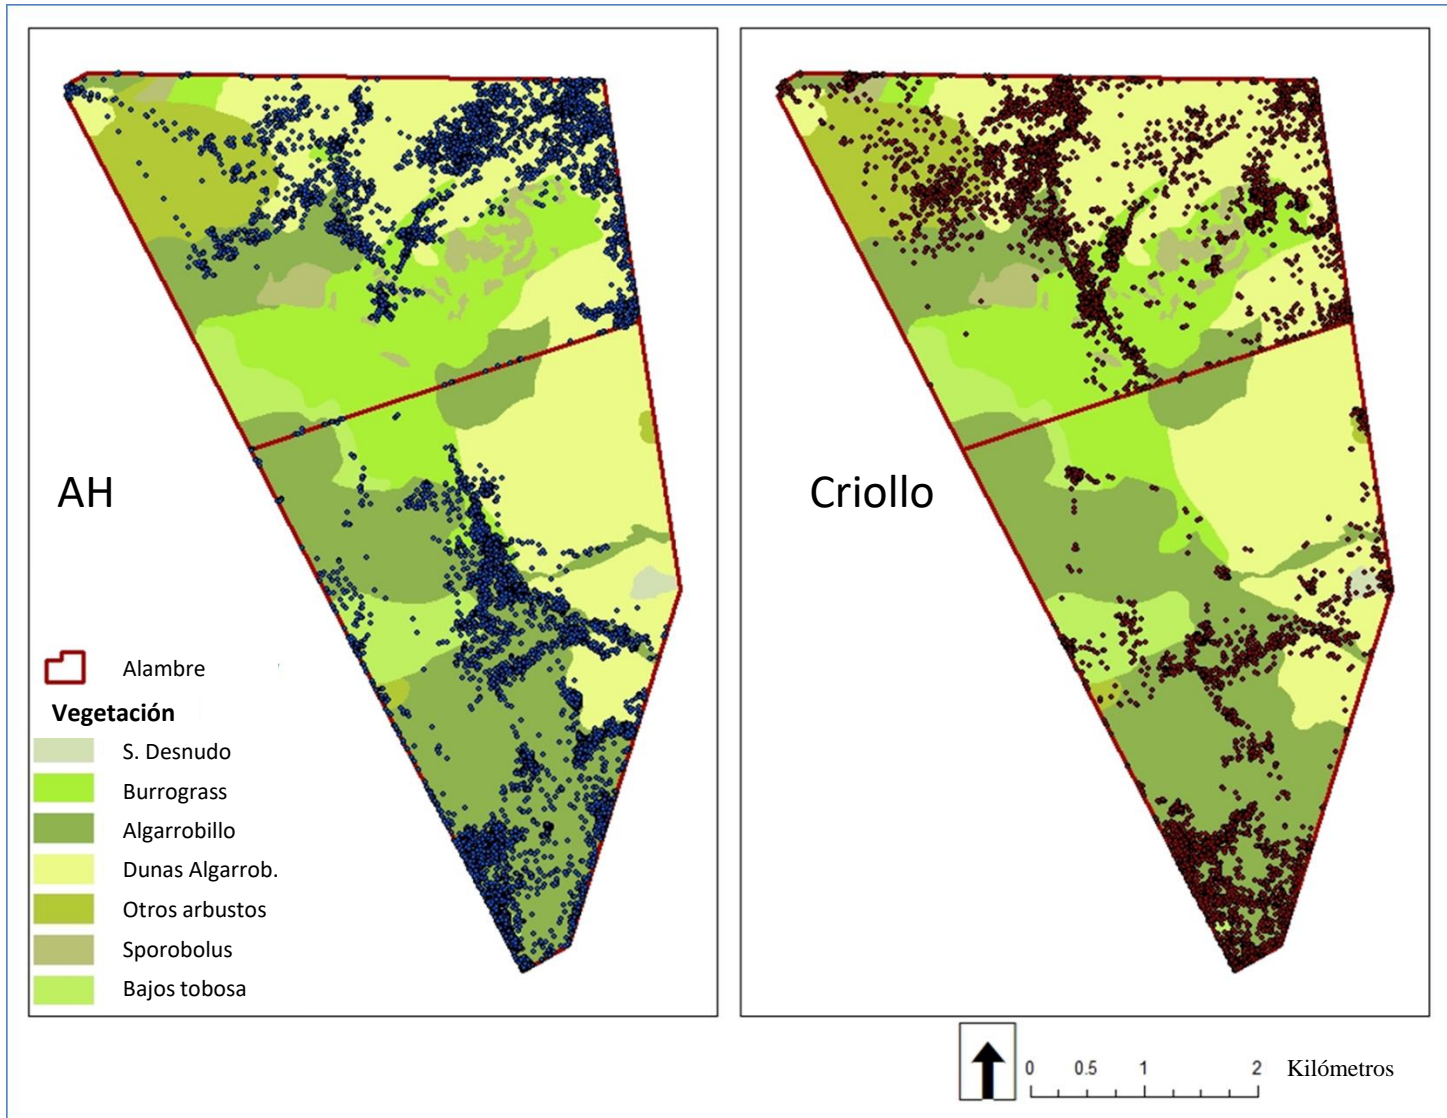 AH
Criollo
Alambre
Vegetación
S. Desnudo
Burrograss
Algarrobillo
Dunas Algarrob.
Otros arbustos
Sporobolus
Bajos tobosa
0 0.5 1 2 Kilómetros